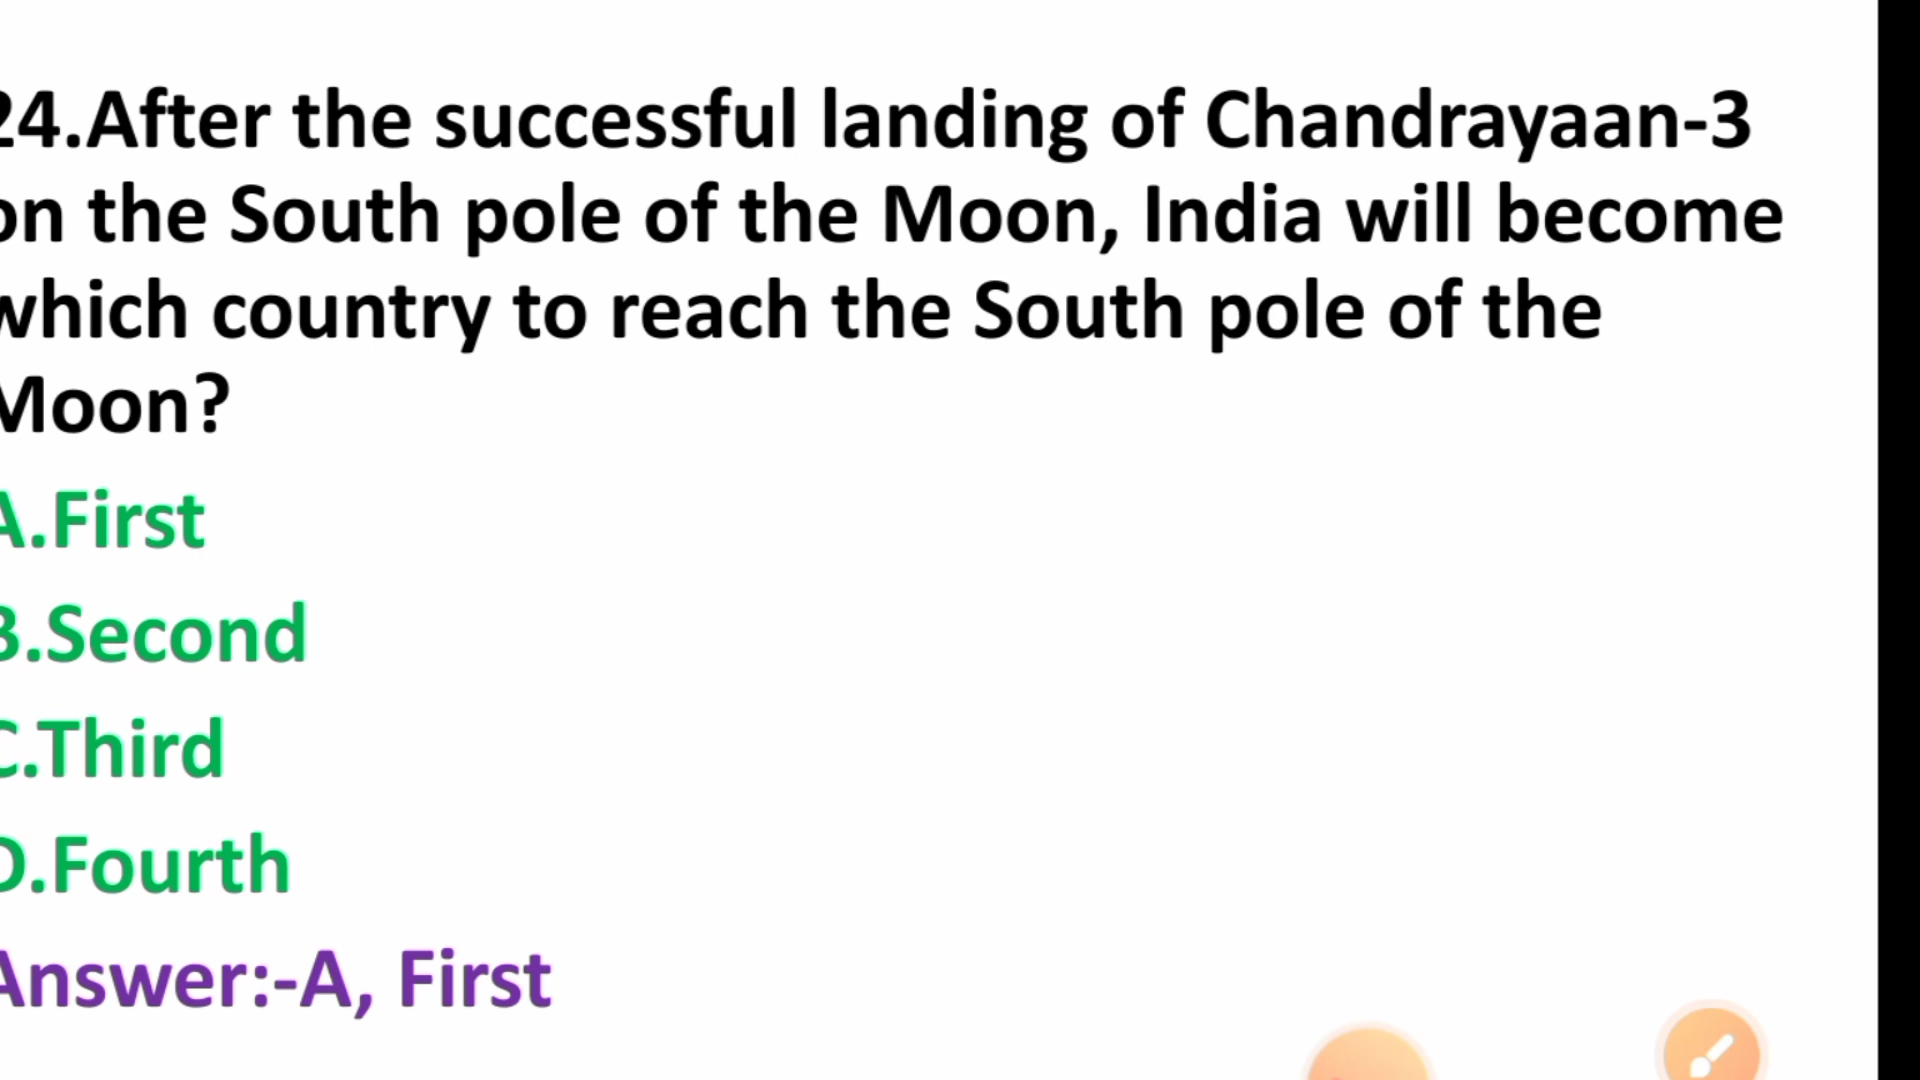 24.After the successful landing of Chandrayaan-3
on the South pole of the Moon, India will become
which country to reach the South pole of the
Moon?
A.First
B.Second
C.Third
D.Fourth
Answer:-A, First